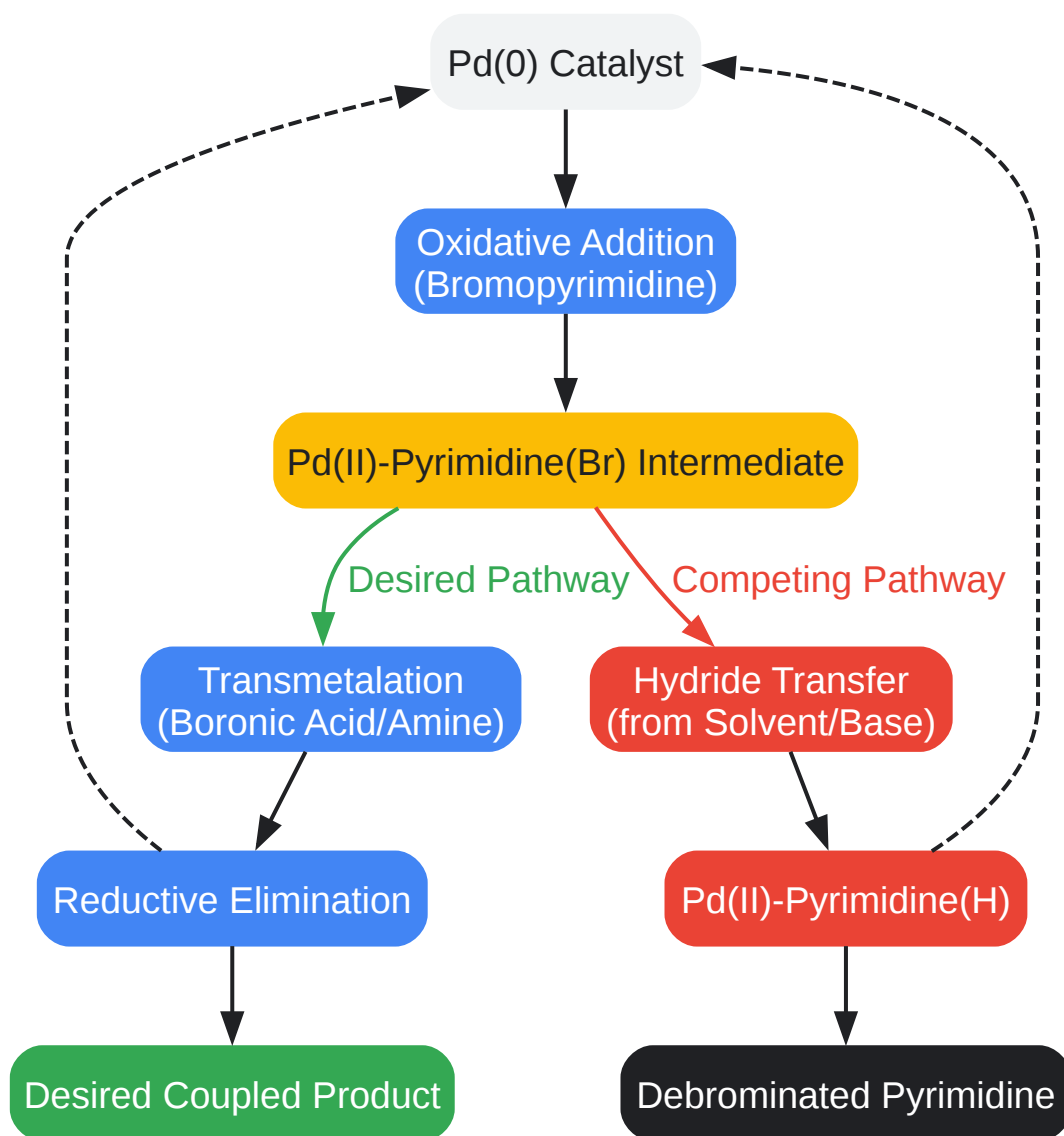 Pd(0) Catalyst
Oxidative Addition
(Bromopyrimidine)
Pd(II)-Pyrimidine(Br) Intermediate
Desired Pathway
Competing Pathway
Transmetalation
(Boronic Acid/Amine)
Hydride Transfer
(from Solvent/Base)
Reductive Elimination
Pd(II)-Pyrimidine(H)
Desired Coupled Product
Debrominated Pyrimidine